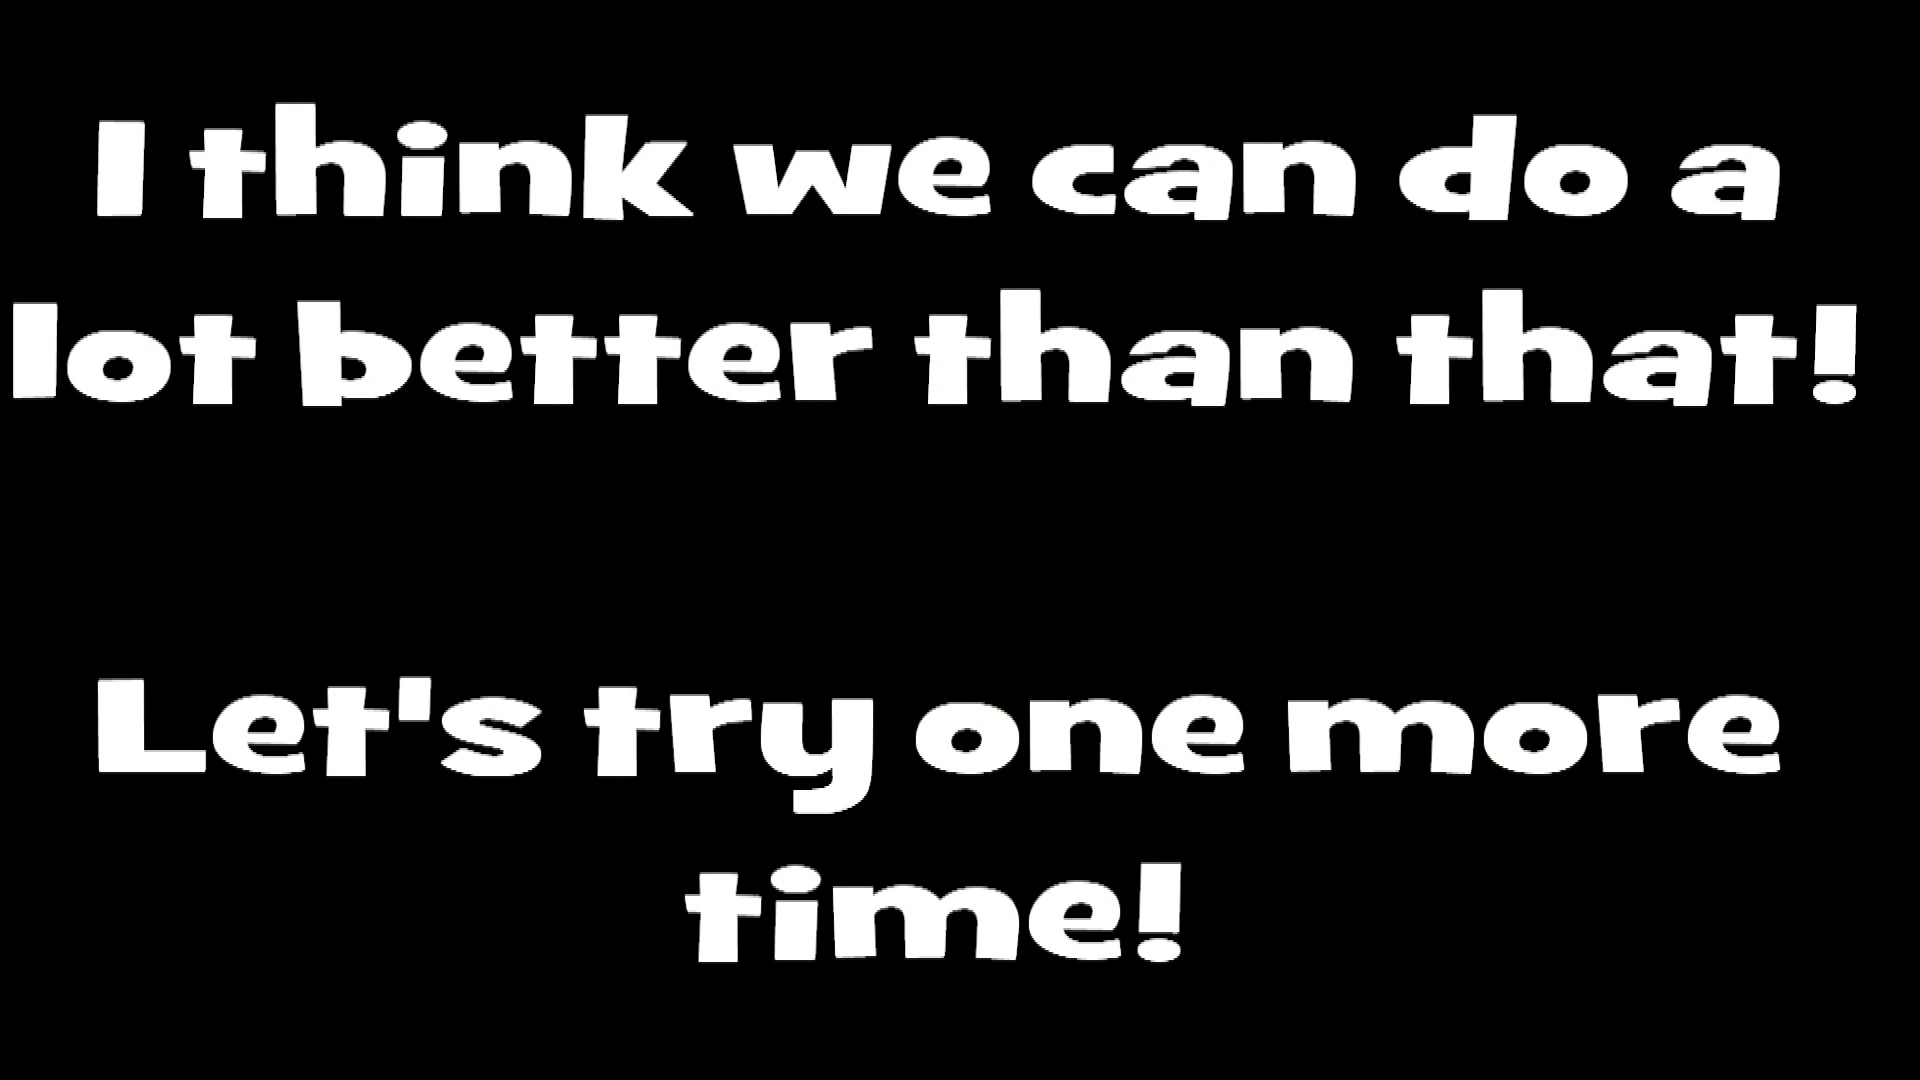 I think we can do a
lot better than that!
Let's try one more
time!